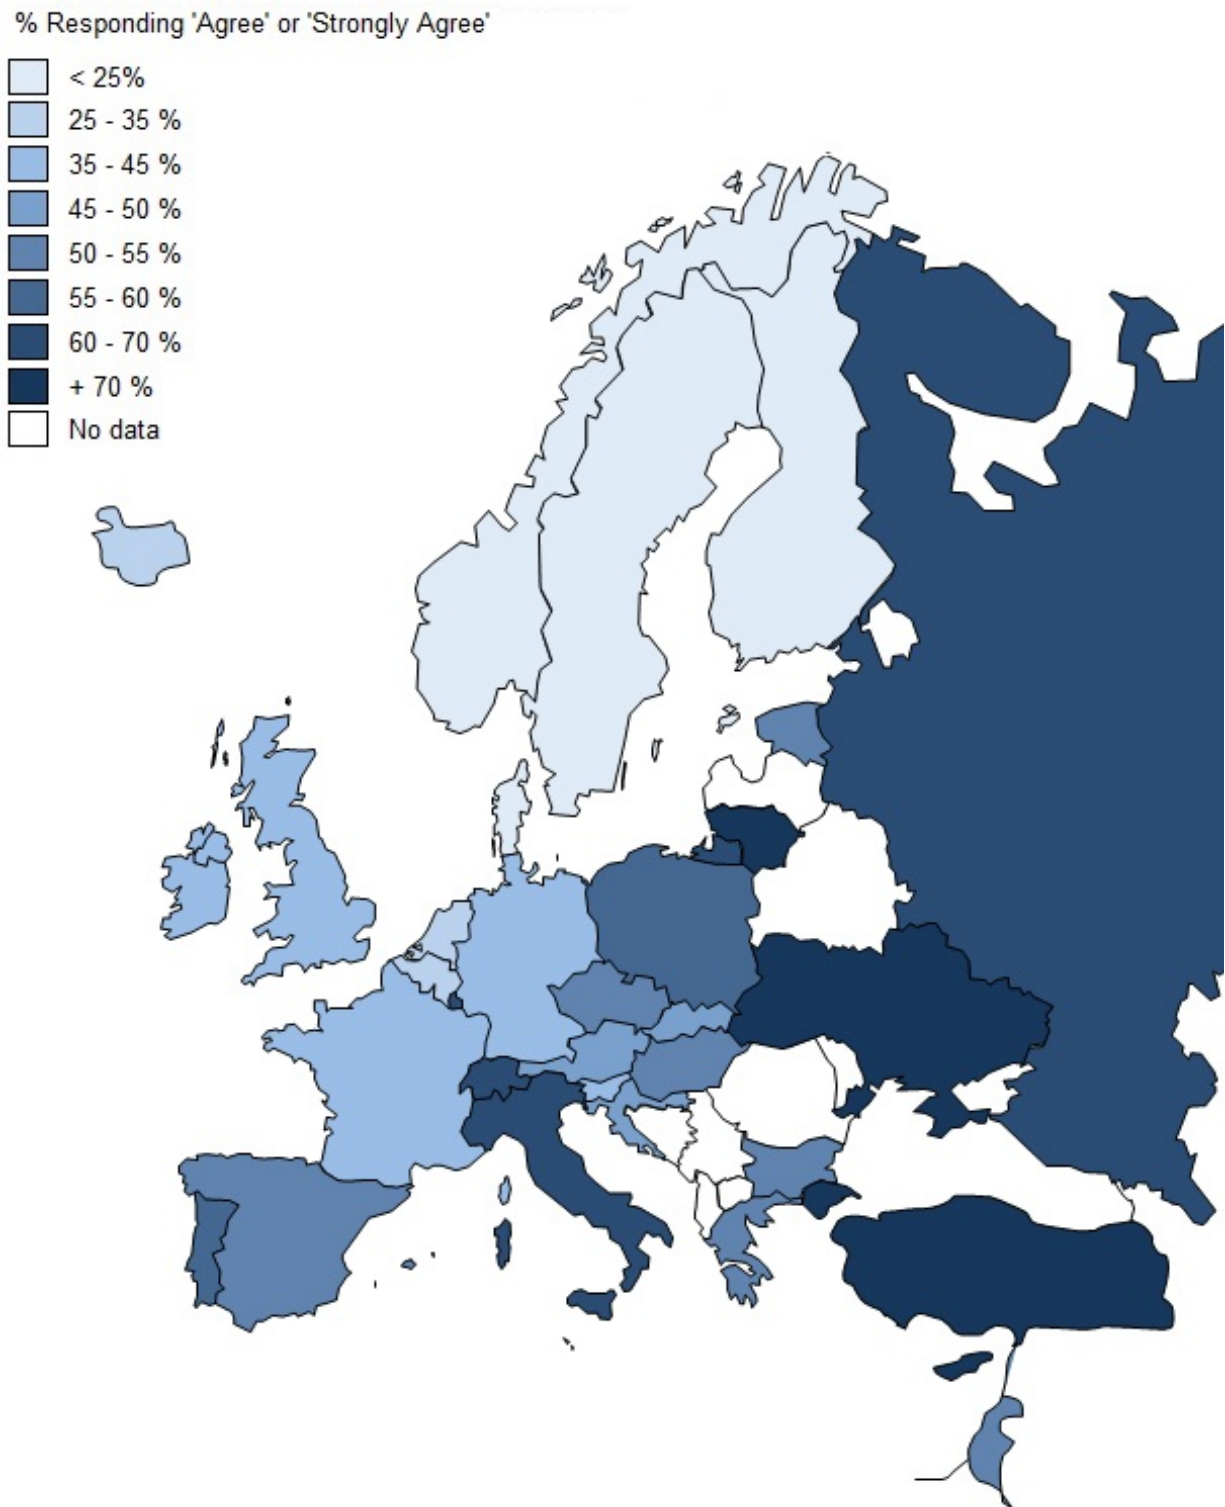 % Responding 'Agree' or 'Strongly Agree'
< 25%
25 - 35 %
35 - 45 %
45 - 50 %
50 - 55 %
55 - 60 %
60 - 70 %
+ 70 %
No data